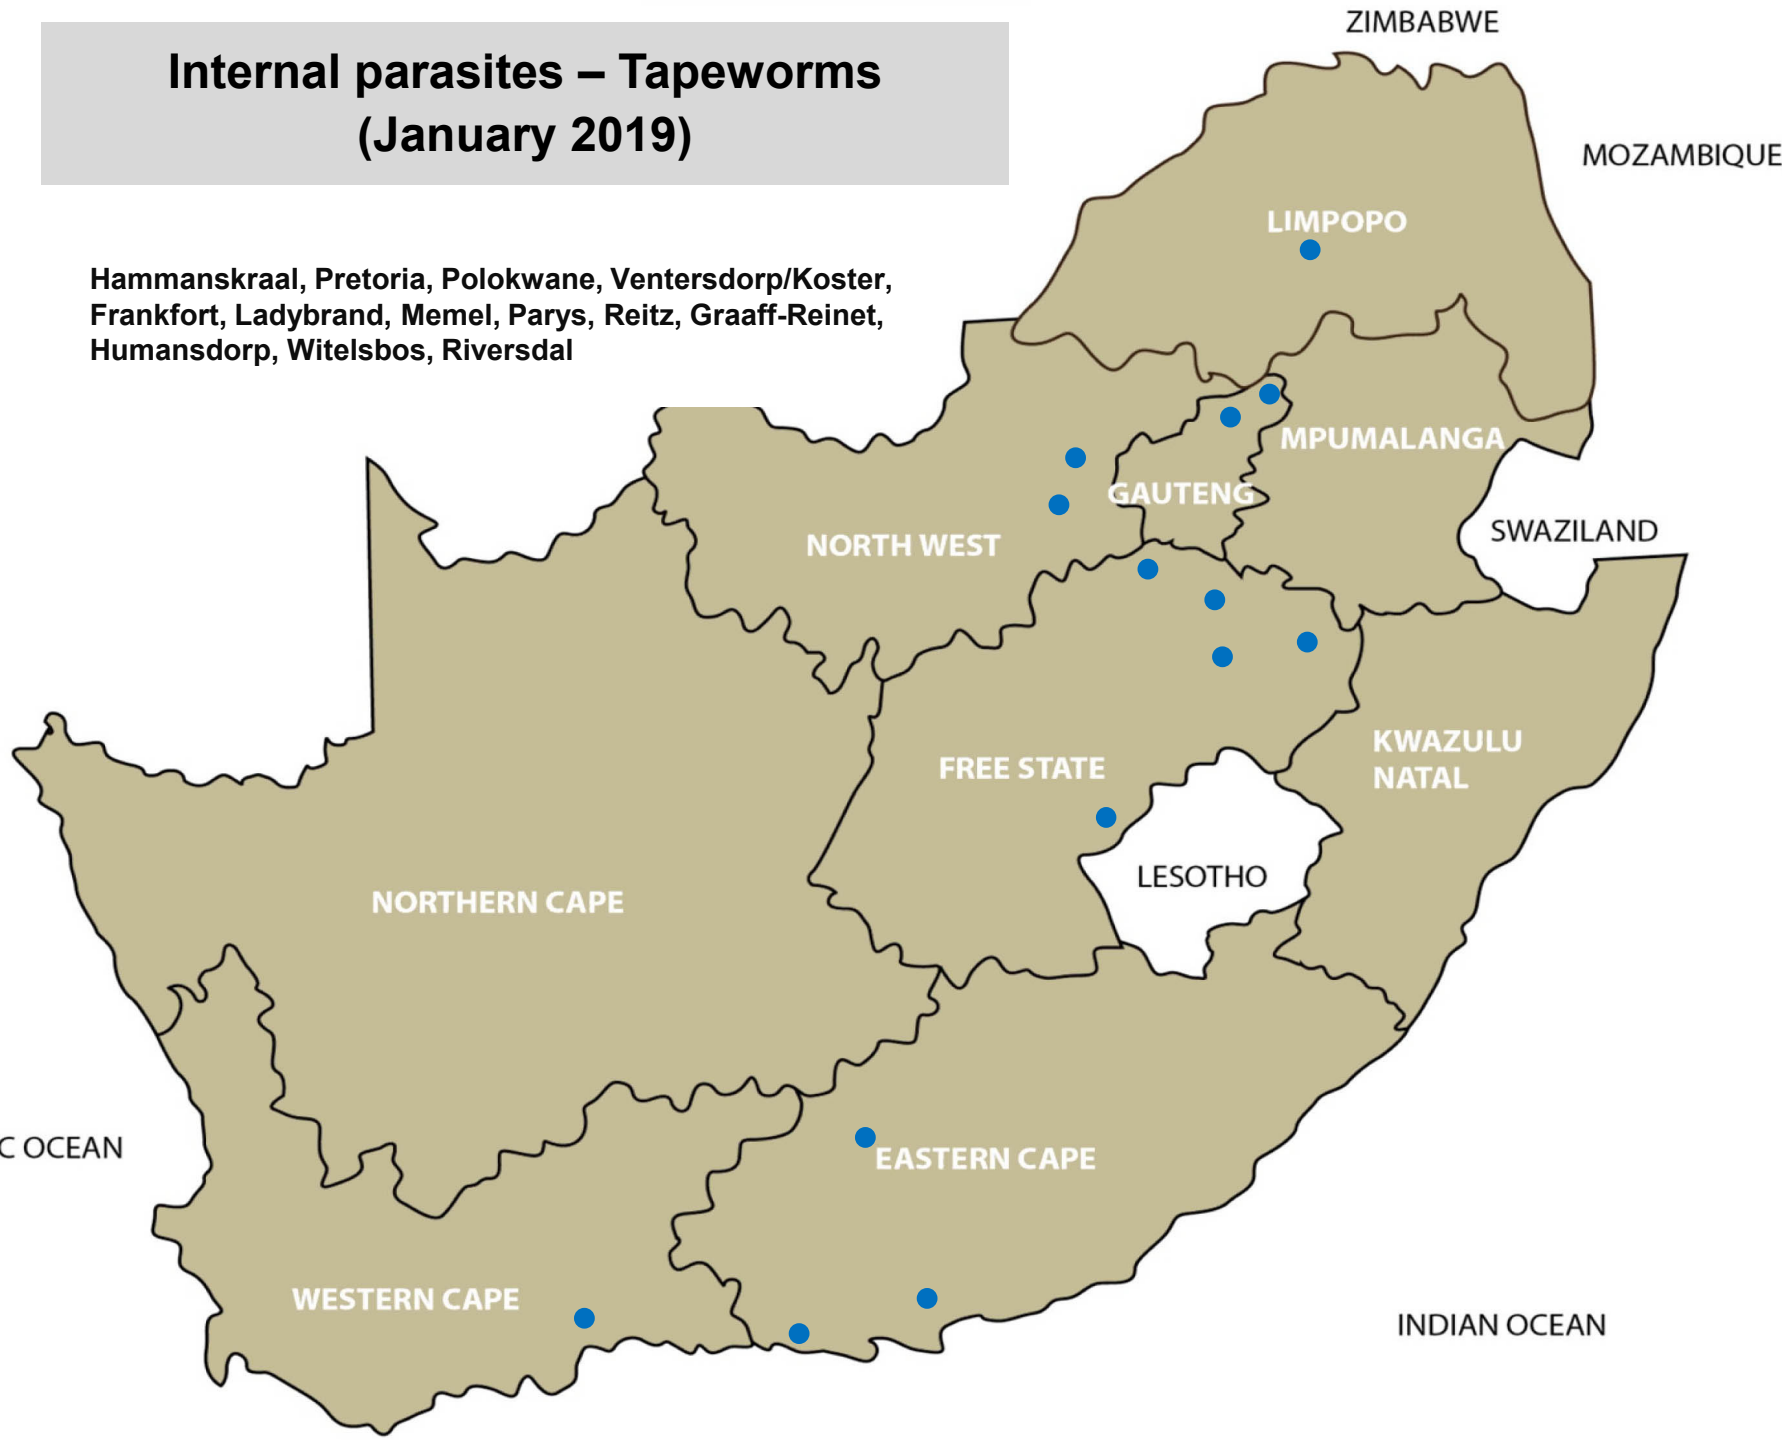 Internal parasites – Tapeworms
(January 2019)
Hammanskraal, Pretoria, Polokwane, Ventersdorp/Koster,
Frankfort, Ladybrand, Memel, Parys, Reitz, Graaff-Reinet,
Humansdorp, Witelsbos, Riversdal
ZIMBABWE
MOZAMBIQUE
LIMPOPO
MPUMALANGA
GAUTENG
SWAZILAND
NORTH WEST
KWAZULU
NATAL
FREE STATE
LESOTHO
NORTHERN CAPE
C OCEAN
EASTERN CAPE
WESTERN CAPE
INDIAN OCEAN